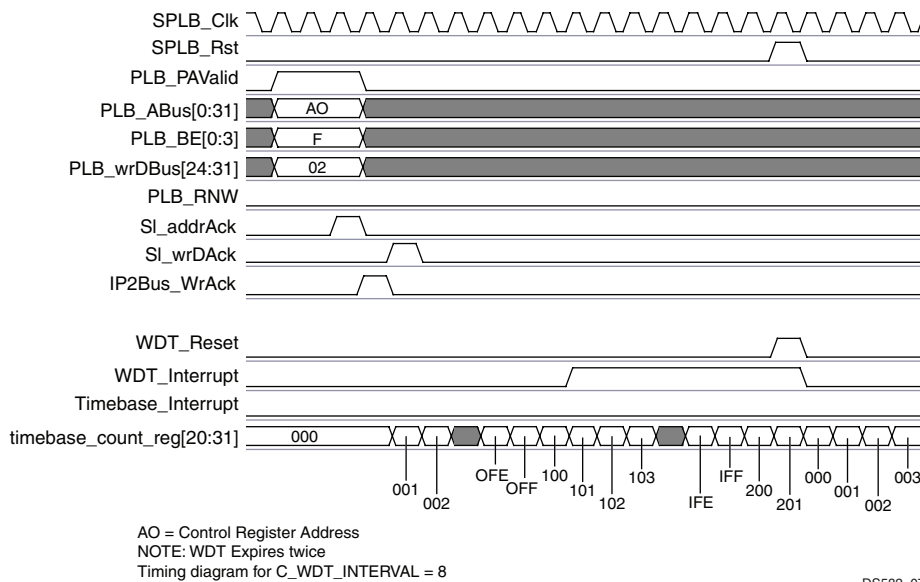 SPLB_Clk
SPLB_Rst
PLB_PAValid
PLB_ABus[0:31] AO
PLB_BE[0:3] F
PLB_wrDBus[24:31] 02
PLB_RNW
Sl_addrAck
Sl_wrDAck
IP2Bus_WrAck
WDT_Reset
WDT_Interrupt
Timebase_Interrupt
timebase_count_reg[20:31] 000
001 002 OFE OFF 100 101 102 103 IFE IFF 200 201 000 001 002 003
AO = Control Register Address
NOTE: WDT Expires twice
Timing diagram for C_WDT_INTERVAL = 8